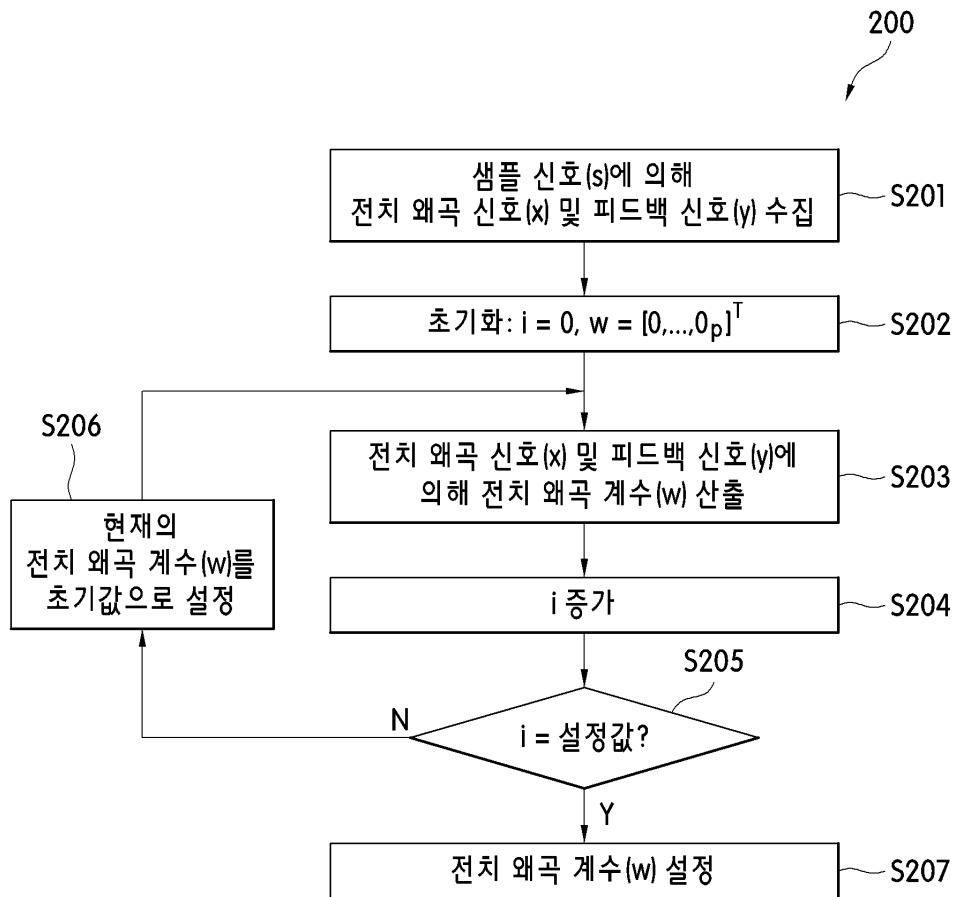 200
샘플 신호(s)에 의해
전치 왜곡 신호(x) 및 피드백 신호(y) 수집
S201
초기화: i = 0, w = [0,...,0p]T
S202
S206
현재의
전치 왜곡 계수(w)를
초기값으로 설정
전치 왜곡 신호(x) 및 피드백 신호(y)에
의해 전치 왜곡 계수(w) 산출
S203
i 증가
S204
S205
i = 설정값?
N
Y
전치 왜곡 계수(w) 설정
S207